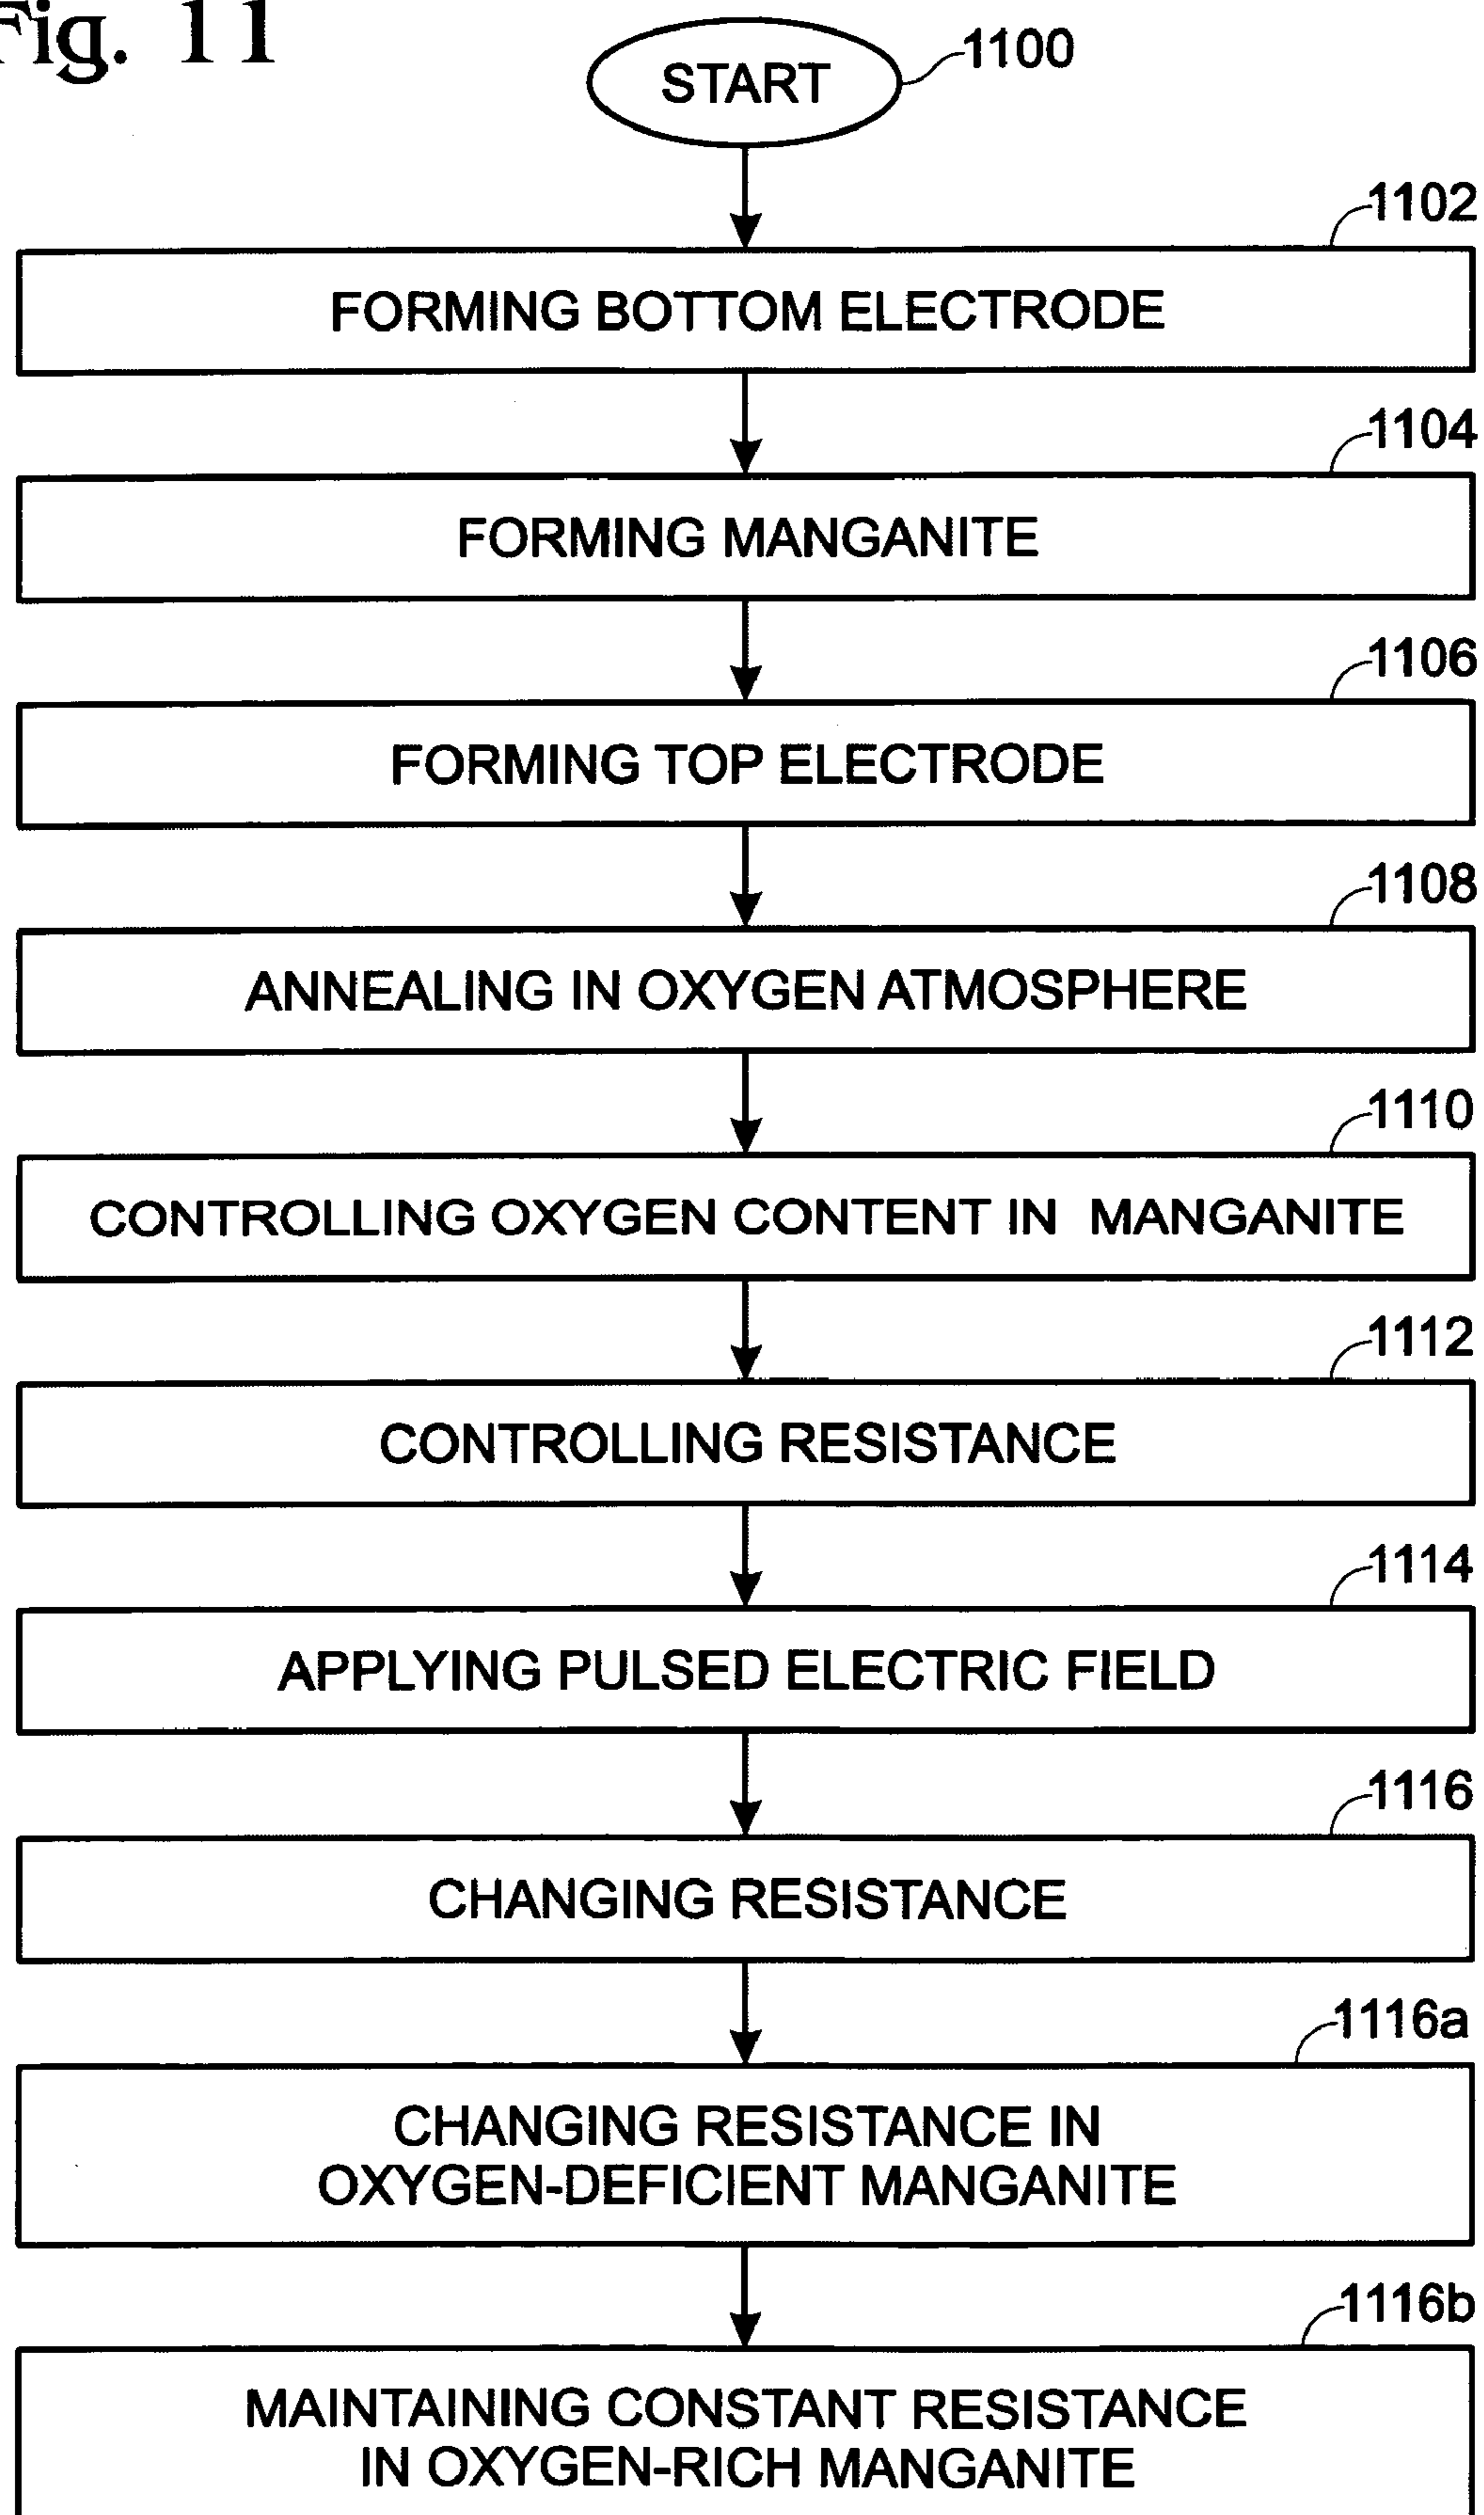 Fig. 11
START
1100
1102
FORMING BOTTOM ELECTRODE
1104
FORMING MANGANITE
1106
FORMING TOP ELECTRODE
1108
ANNEALING IN OXYGEN ATMOSPHERE
1110
CONTROLLING OXYGEN CONTENT IN MANGANITE
1112
CONTROLLING RESISTANCE
1114
APPLYING PULSED ELECTRIC FIELD
1116
CHANGING RESISTANCE
1116a
CHANGING RESISTANCE IN
OXYGEN-DEFICIENT MANGANITE
1116b
MAINTAINING CONSTANT RESISTANCE
IN OXYGEN-RICH MANGANITE